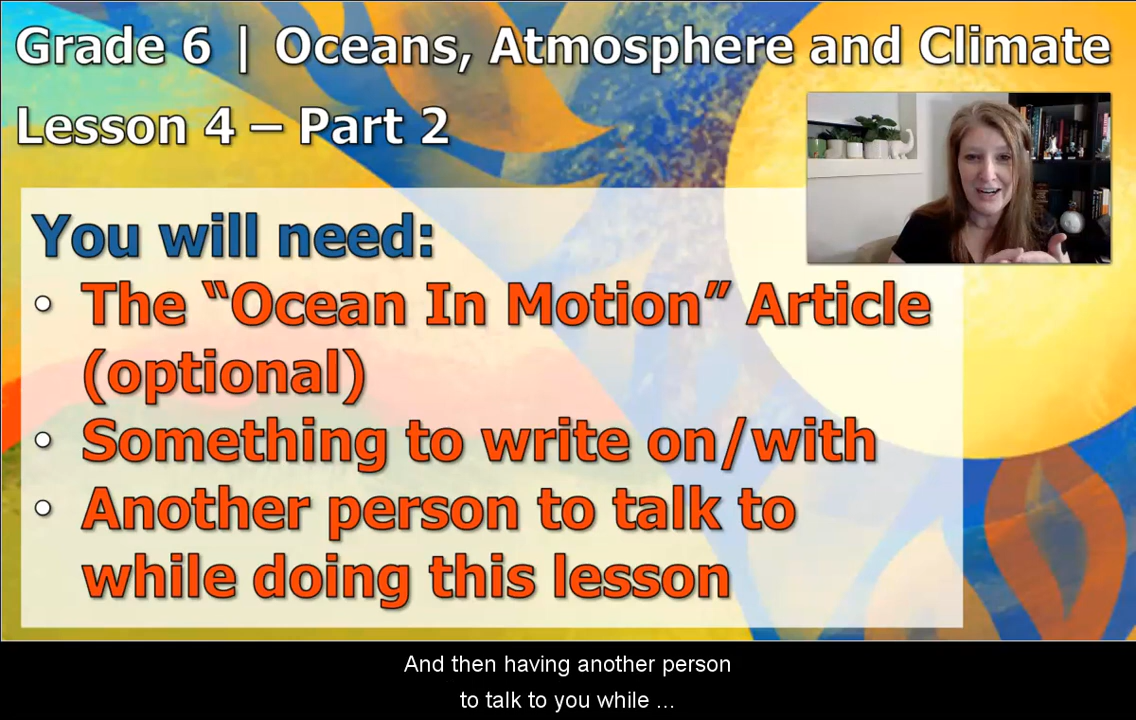 Grade 6 | Oceans, Atmosphere and Climate
Lesson 4 – Part 2
You will need:
• The “Ocean In Motion” Article
(optional)
• Something to write on/with
• Another person to talk to
while doing this lesson
And then having another person
to talk to you while ...